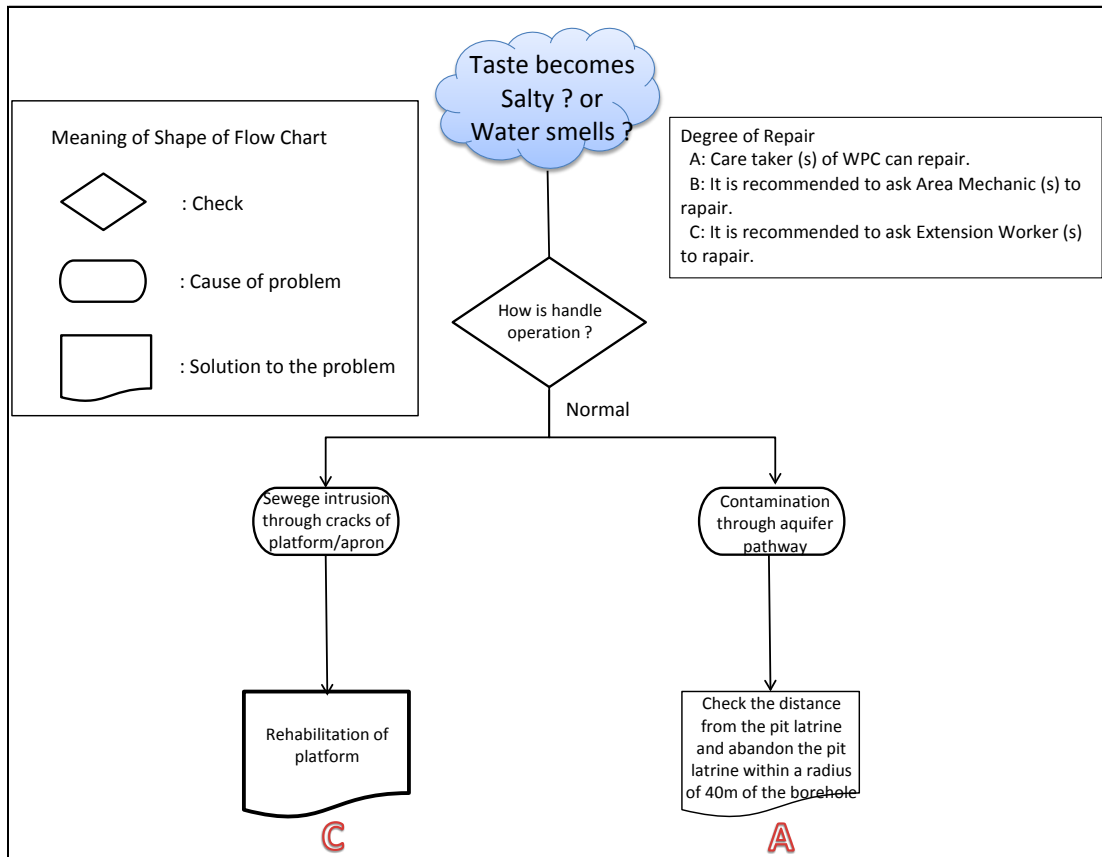 Taste becomes
Salty ? or
Water smells ?
Meaning of Shape of Flow Chart
: Check
: Cause of problem
: Solution to the problem
Degree of Repair
A: Care taker (s) of WPC can repair.
B: It is recommended to ask Area Mechanic (s) to
rapair.
C: It is recommended to ask Extension Worker (s)
to rapair.
How is handle
operation ?
Normal
Sewege intrusion
through cracks of
platform/apron
Contamination
through aquifer
pathway
Rehabilitation of
platform
Check the distance
from the pit latrine
and abandon the pit
latrine within a radius
of 40m of the borehole
C
A